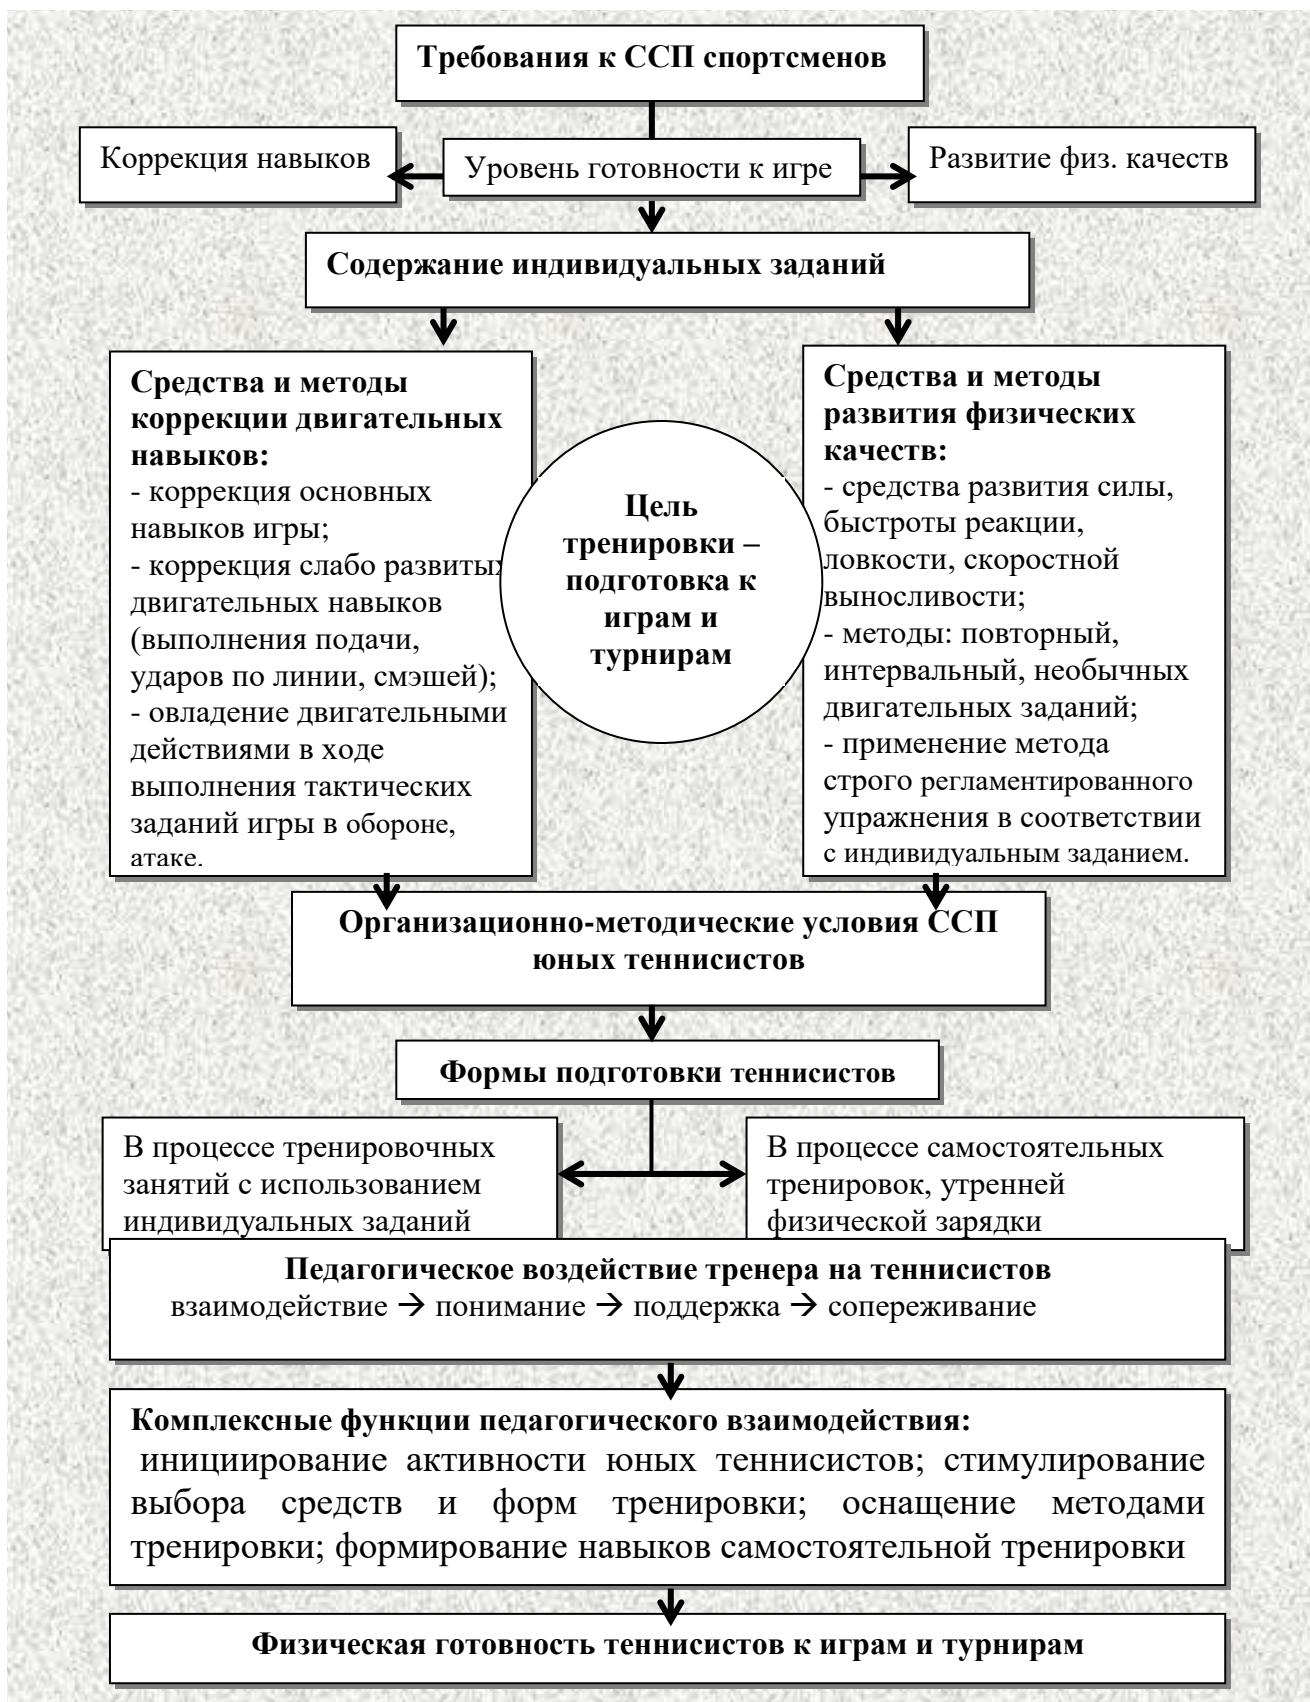 Требования к ССП спортсменов
Коррекция навыков
Уровень готовности к игре
Развитие физ. качеств
Содержание индивидуальных заданий
Средства и методы
коррекции двигательных
навыков:
- коррекция основных
навыков игры;
- коррекция слабо развитых
двигательных навыков
(выполнения подачи,
ударов по линии, смэшей);
- овладение двигательными
действиями в ходе
выполнения тактических
заданий игры в обороне,
атаке.
Цель
тренировки –
подготовка к
играм и
турнирам
Средства и методы
развития физических
качеств:
- средства развития силы,
быстроты реакции,
ловкости, скоростной
выносливости;
- методы: повторный,
интервальный, необычных
двигательных заданий;
- применение метода
строго регламентированного
упражнения в соответствии
с индивидуальным заданием.
Организационно-методические условия ССП
юных теннисистов
Формы подготовки теннисистов
В процессе тренировочных
занятий с использованием
индивидуальных заданий
В процессе самостоятельных
тренировок, утренней
физической зарядки
Педагогическое воздействие тренера на теннисистов
взаимодействие → понимание → поддержка → сопереживание
Комплексные функции педагогического взаимодействия:
инициирование активности юных теннисистов; стимулирование
выбора средств и форм тренировки; оснащение методами
тренировки; формирование навыков самостоятельной тренировки
Физическая готовность теннисистов к играм и турнирам